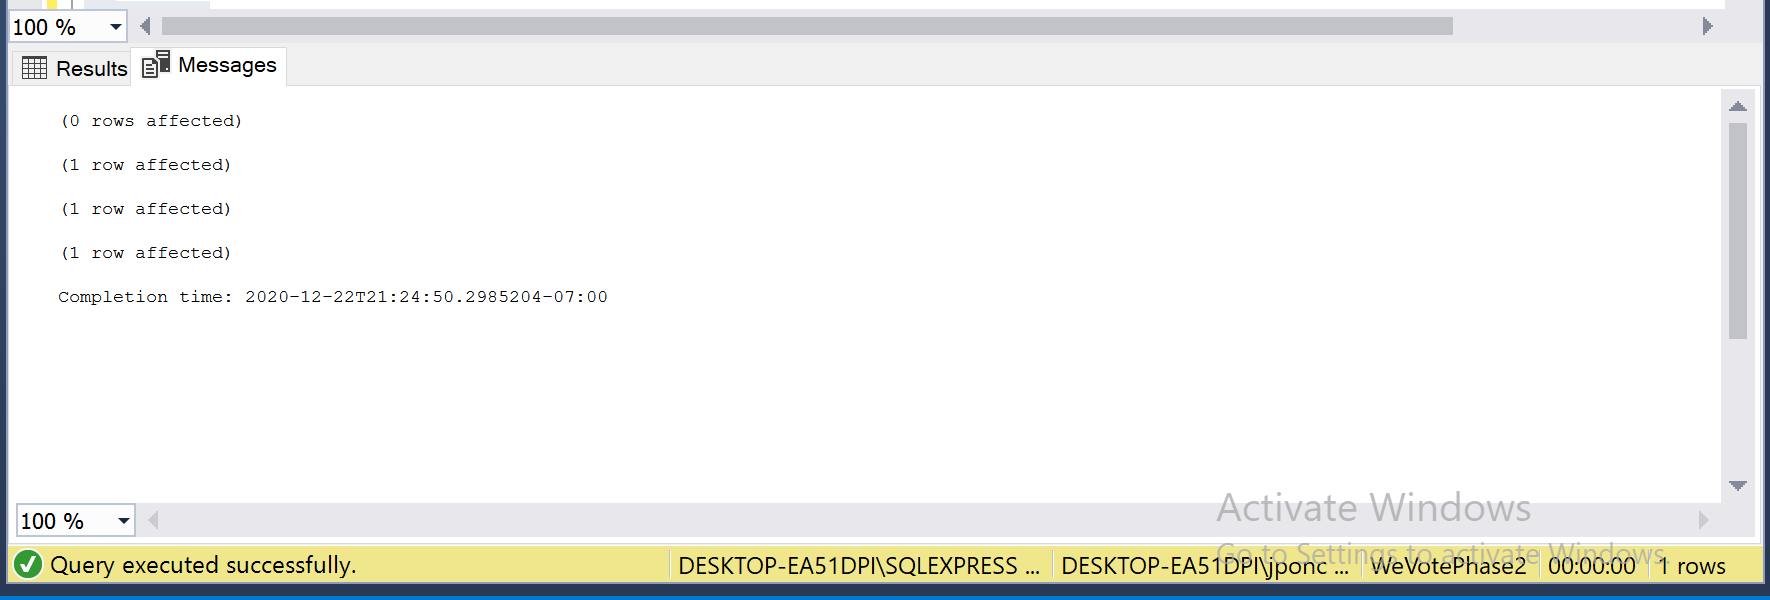 100 %
Results
Messages
(0 rows affected)
(1 row affected)
(1 row affected)
(1 row affected)
Completion time: 2020-12-22T21:24:50.2985204-07:00
100 %
Activate Windows
Go to Settings to activate Windows.
Query executed successfully.
DESKTOP-EA51DPI\SQLEXPRESS ...
DESKTOP-EA51DPI\jponc ...
WeVotePhase2
00:00:00
1 rows